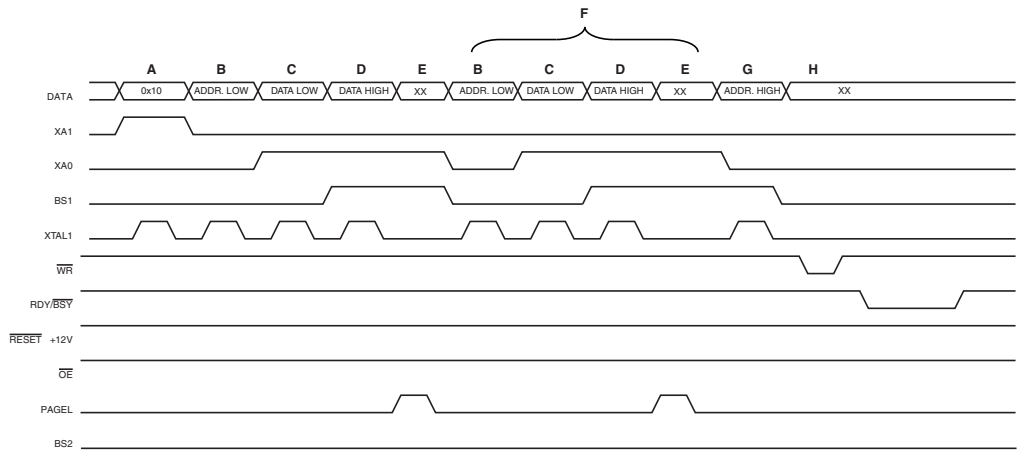 F
A B C D E B C D E G H
DATA 0x10 ADDR. LOW DATA LOW DATA HIGH XX ADDR. LOW DATA LOW DATA HIGH XX ADDR. HIGH XX
XA1
XA0
BS1
XTAL1
WR
RDY/BSY
RESET +12V
OE
PAGEL
BS2